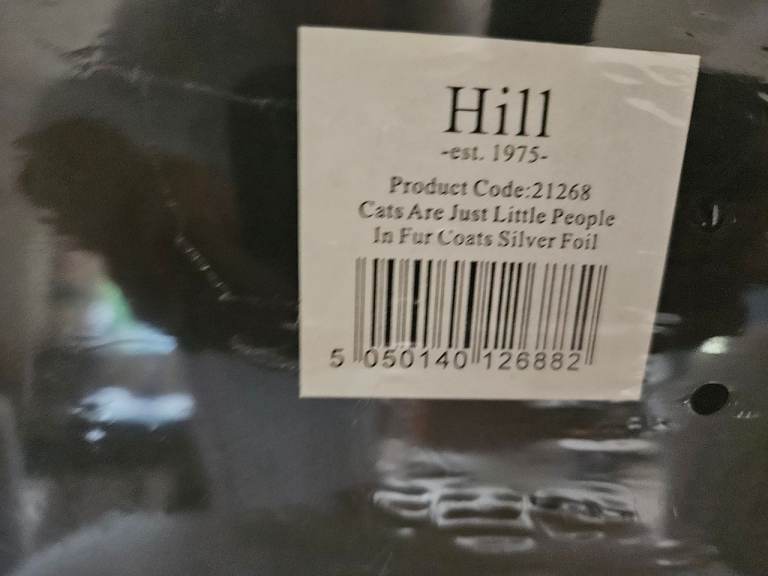 Hill
-est. 1975-
Product Code:21268
Cats Are Just Little People
In Fur Coats Silver Foil
5 050140 126882